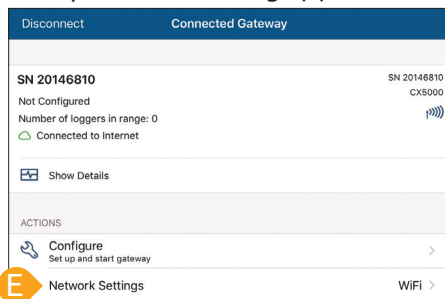 Disconnect Connected Gateway
SN 20146810 SN 20146810
Not Configured CX5000
Number of loggers in range: 0
Connected to Internet
Show Details
ACTIONS
Configure
Set up and start gateway
E Network Settings WiFi